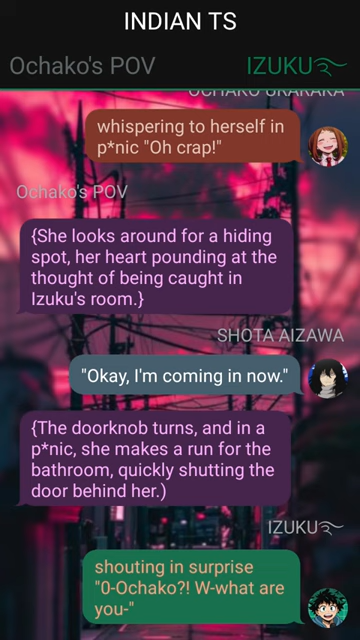 INDIAN TS
Ochako's POV
IZUKU
OCHAKO URARAKA
whispering to herself in
p*nic "Oh crap!"
Ochako's POV
{She looks around for a hiding
spot, her heart pounding at the
thought of being caught in
Izuku's room.}
SHOTA AIZAWA
"Okay, I'm coming in now."
{The doorknob turns, and in a
p*nic, she makes a run for the
bathroom, quickly shutting the
door behind her.)
IZUKU
shouting in surprise
"0-Ochako?! W-what are
you-"